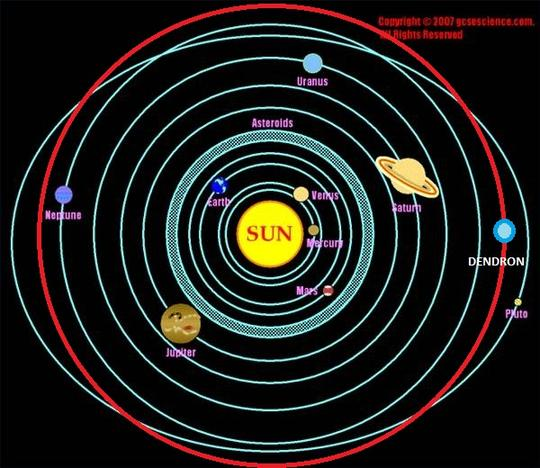 Copyright © 2007 gcsescience.com.
All Rights Reserved
Uranus
Asteroids
Earth
Venus
Saturn
Neptune
SUN
Mercury
DENDRON
Mars
Pluto
Jupiter